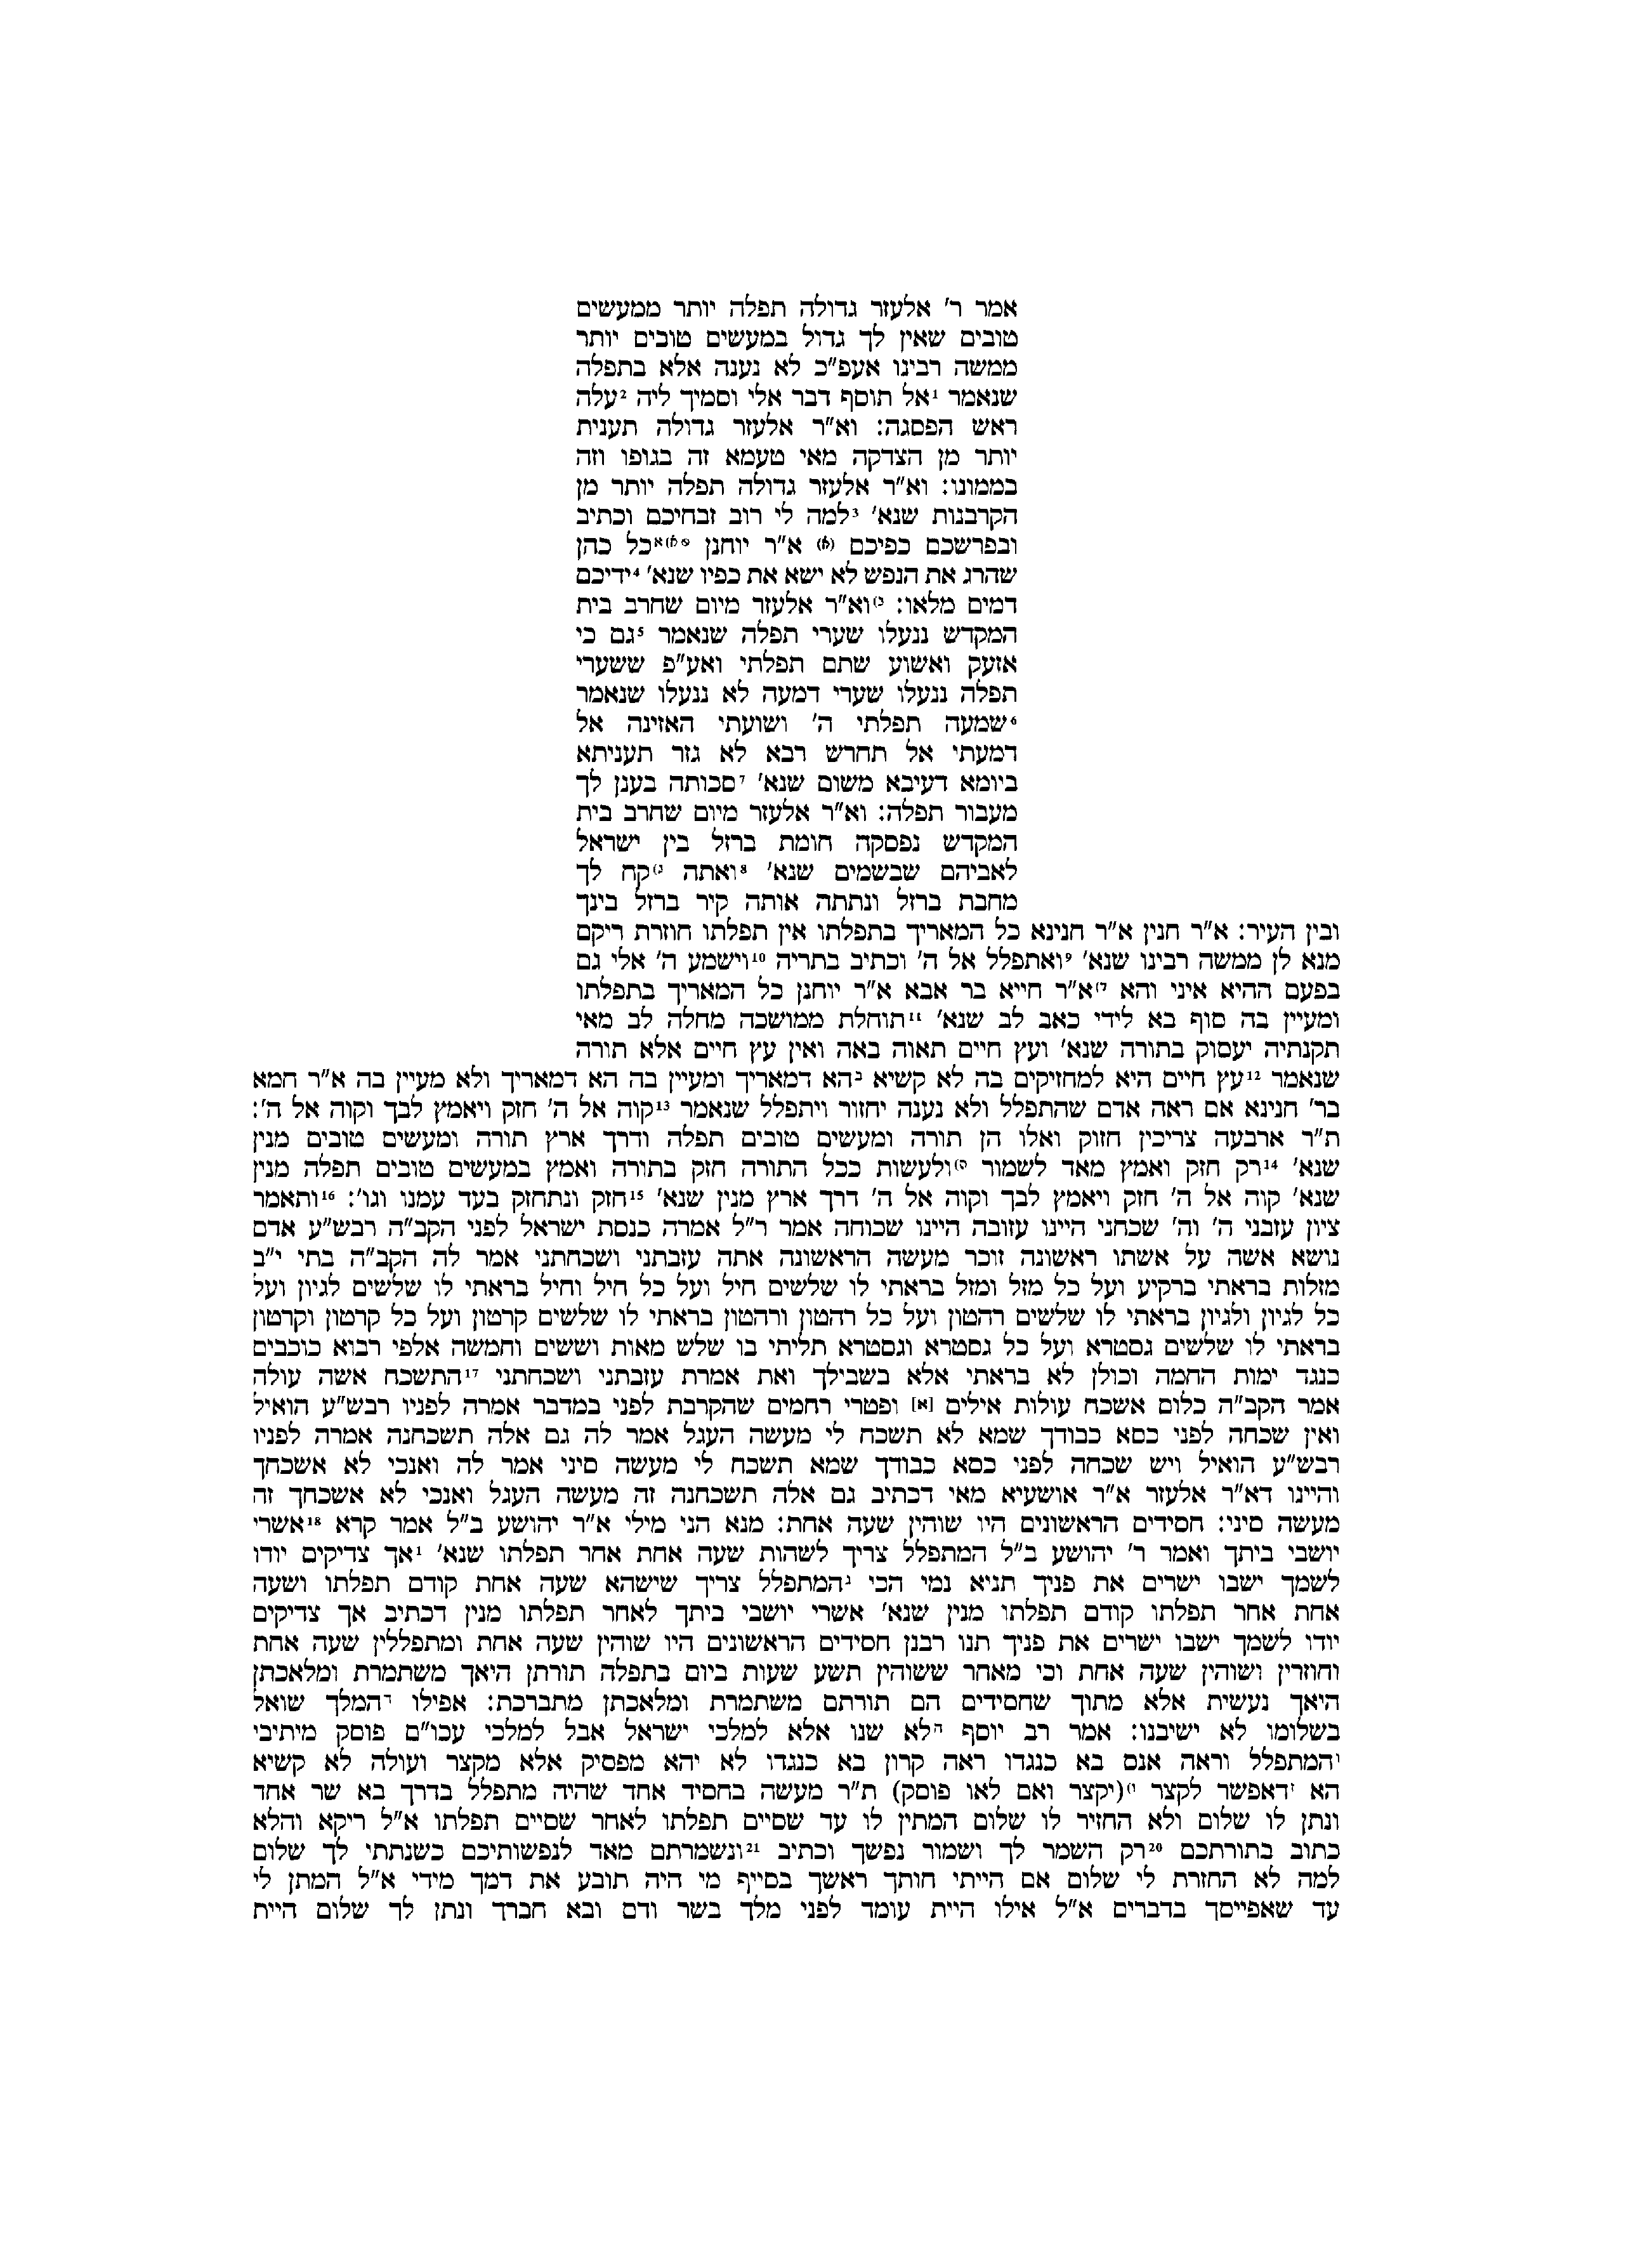 אמר ר' אלעזר גדולה תפלה יותר ממעשים
טובים שאין לך גדול במעשים טובים יותר
ממשה רבינו אעפ"כ לא נענה אלא בתפלה
שנאמר 1אל תוסף דבר אלי וסמיך ליה 2עלה
ראש הפסגה: וא"ר אלעזר גדולה תענית
יותר מן הצדקה מאי טעמא זה בגופו וזה
בממונו: וא"ר אלעזר גדולה תפלה יותר מן
הקרבנות שנא' 3למה לי רוב זבחיכם וכתיב
ובפרשכם כפיכם א"ר יוחנן כל כהן
שהרג את הנפש לא ישא את כפיו שנא' 4ידיכם
דמים מלאו: וא"ר אלעזר מיום שחרב בית
המקדש ננעלו שערי תפלה שנאמר 5גם כי
אזעק ואשוע שתם תפלתי ואע"פ ששערי
תפלה ננעלו שערי דמעה לא ננעלו שנאמר
6שמעה תפלתי ה' ושועתי האזינה אל
דמעתי אל תחרש רבא לא גזר תעניתא
ביומא דעיבא משום שנא' 7סכותה בענן לך
מעבור תפלה: וא"ר אלעזר מיום שחרב בית
המקדש נפסקה חומת ברזל בין ישראל
לאביהם שבשמים שנא' 8ואתה קח לך
מחבת ברזל ונתתה אותה קיר ברזל בינך
ובין העיר: א"ר חנין א"ר חנינא כל המאריך בתפלתו אין תפלתו חוזרת ריקם
מנא לן ממשה רבינו שנא' 9ואתפלל אל ה' וכתיב בתריה 10וישמע ה' אלי גם
בפעם ההיא איני והא א"ר חייא בר אבא א"ר יוחנן כל המאריך בתפלתו
ומעיין בה סוף בא לידי כאב לב שנא' 11תוחלת ממושכה מחלה לב מאי
תקנתיה יעסוק בתורה שנא' ועץ חיים תאוה באה ואין עץ חיים אלא תורה
שנאמר 12עץ חיים היא למחזיקים בה לא קשיא הא דמאריך ומעיין בה הא דמאריך ולא מעיין בה א"ר חמא
בר' חנינא אם ראה אדם שהתפלל ולא נענה יחזור ויתפלל שנאמר 13קוה אל ה' חזק ויאמץ לבך וקוה אל ה':
ת"ר ארבעה צריכין חזוק ואלו הן תורה ומעשים טובים תפלה ודרך ארץ תורה ומעשים טובים מנין
שנא' 14רק חזק ואמץ מאד לשמור ולעשות ככל התורה חזק בתורה ואמץ במעשים טובים תפלה מנין
שנא' קוה אל ה' חזק ויאמץ לבך וקוה אל ה' דרך ארץ מנין שנא' 15חזק ונתחזק בעד עמנו וגו': 16ותאמר
ציון עזבני ה' וה' שכחני היינו עזובה היינו שכוחה אמר ר"ל אמרה כנסת ישראל לפני הקב"ה רבש"ע אדם
נושא אשה על אשתו ראשונה זוכר מעשה הראשונה אתה עזבתני ושכחתני אמר לה הקב"ה בתי י"ב
מזלות בראתי ברקיע ועל כל מזל ומזל בראתי לו שלשים חיל ועל כל חיל וחיל בראתי לו שלשים לגיון ועל
כל לגיון ולגיון בראתי לו שלשים רהטון ועל כל רהטון ורהטון בראתי לו שלשים קרטון ועל כל קרטון וקרטון
בראתי לו שלשים גסטרא ועל כל גסטרא וגסטרא תליתי בו שלש מאות וששים וחמשה אלפי רבוא כוכבים
כנגד ימות החמה וכולן לא בראתי אלא בשבילך ואת אמרת עזבתני ושכחתני 17התשכח אשה עולה
אמר הקב"ה כלום אשכח עולות אילים [א] ופטרי רחמים שהקרבת לפני במדבר אמרה לפניו רבש"ע הואיל
ואין שכחה לפני כסא כבודך שמא לא תשכח לי מעשה העגל אמר לה גם אלה תשכחנה אמרה לפניו
רבש"ע הואיל ויש שכחה לפני כסא כבודך שמא תשכח לי מעשה סיני אמר לה ואנכי לא אשכחך
והיינו דא"ר אלעזר א"ר אושעיא מאי דכתיב גם אלה תשכחנה זה מעשה העגל ואנכי לא אשכחך זה
מעשה סיני: חסידים הראשונים היו שוהין שעה אחת: מנא הני מילי א"ר יהושע ב"ל אמר קרא 18אשרי
יושבי ביתך ואמר ר' יהושע ב"ל המתפלל צריך לשהות שעה אחת אחר תפלתו שנא' 1אך צדיקים יודו
לשמך ישבו ישרים את פניך תניא נמי הכי המתפלל צריך שישהא שעה אחת קודם תפלתו ושעה
אחת אחר תפלתו קודם תפלתו מנין שנא' אשרי יושבי ביתך לאחר תפלתו מנין דכתיב אך צדיקים
יודו לשמך ישבו ישרים את פניך תנו רבנן חסידים הראשונים היו שוהין שעה אחת ומתפללין שעה אחת
וחוזרין ושוהין שעה אחת וכי מאחר ששוהין תשע שעות ביום בתפלה תורתן היאך משתמרת ומלאכתן
היאך נעשית אלא מתוך שחסידים הם תורתם משתמרת ומלאכתן מתברכת: אפילו המלך שואל
בשלומו לא ישיבנו: אמר רב יוסף לא שנו אלא למלכי ישראל אבל למלכי עכו"ם פוסק מיתיבי
המתפלל וראה אנס בא כנגדו ראה קרון בא כנגדו לא יהא מפסיק אלא מקצר ועולה לא קשיא
הא דאפשר לקצר (יקצר ואם לאו פוסק) ת"ר מעשה בחסיד אחד שהיה מתפלל בדרך בא שר אחד
ונתן לו שלום ולא החזיר לו שלום המתין לו עד שסיים תפלתו לאחר שסיים תפלתו א"ל ריקא והלא
כתוב בתורתכם 20רק השמר לך ושמור נפשך וכתיב 21ונשמרתם מאד לנפשותיכם כשנתתי לך שלום
למה לא החזרת לי שלום אם הייתי חותך ראשך בסייף מי היה תובע את דמך מידי א"ל המתן לי
עד שאפייסך בדברים א"ל אילו היית עומד לפני מלך בשר ודם ובא חברך ונתן לך שלום היית